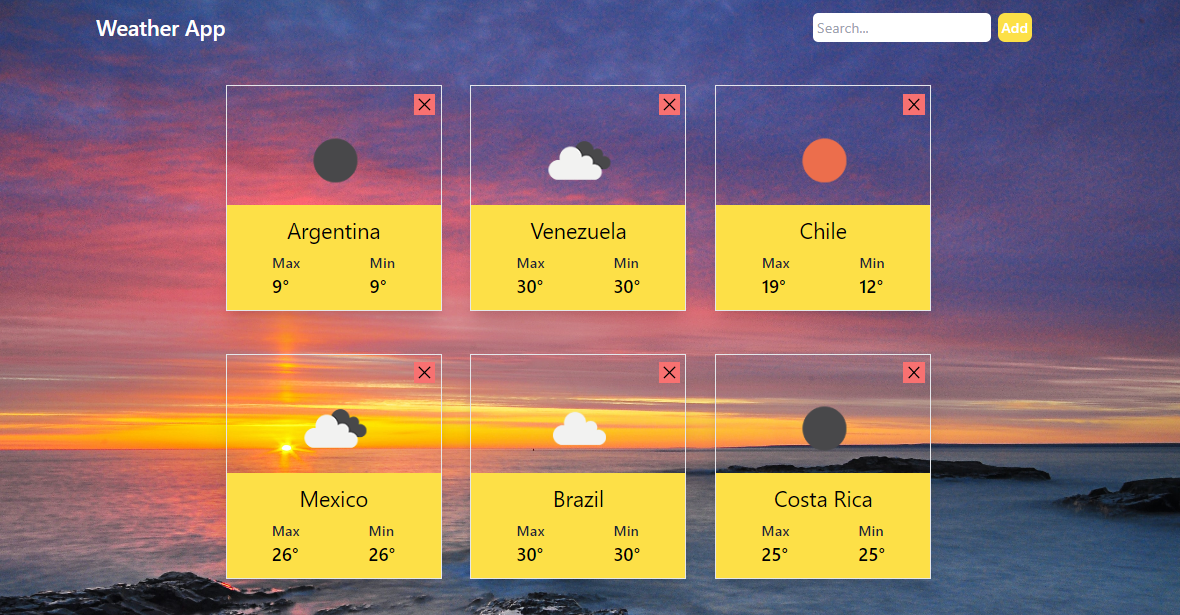 Weather App
Search...
Add
Argentina
Max Min
9° 9°
Venezuela
Max Min
30° 30°
Chile
Max Min
19° 12°
Mexico
Max Min
26° 26°
Brazil
Max Min
30° 30°
Costa Rica
Max Min
25° 25°